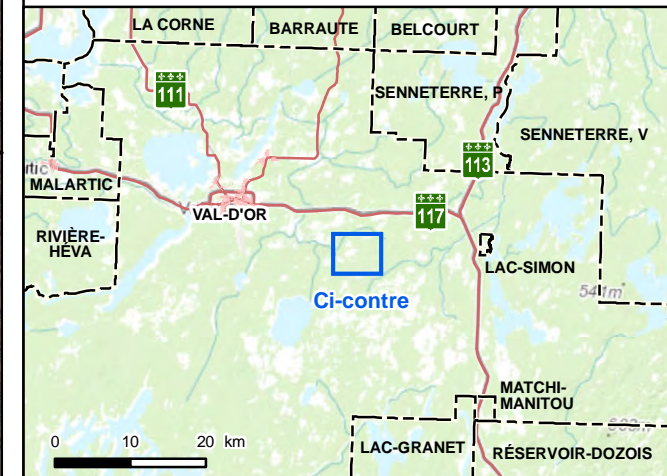 LA CORNE
BARRAUTE
BELCOURT
111
SENNETERRE, P
SENNETERRE, V
113
tic
MALARTIC
VAL-D'OR
117
RIVIÈRE-
HÉVA
LAC-SIMON
Ci-contre
541m
MATCHI-
MANITOU
0 10 20 km
LAC-GRANET
RÉSERVOIR-DOZOIS